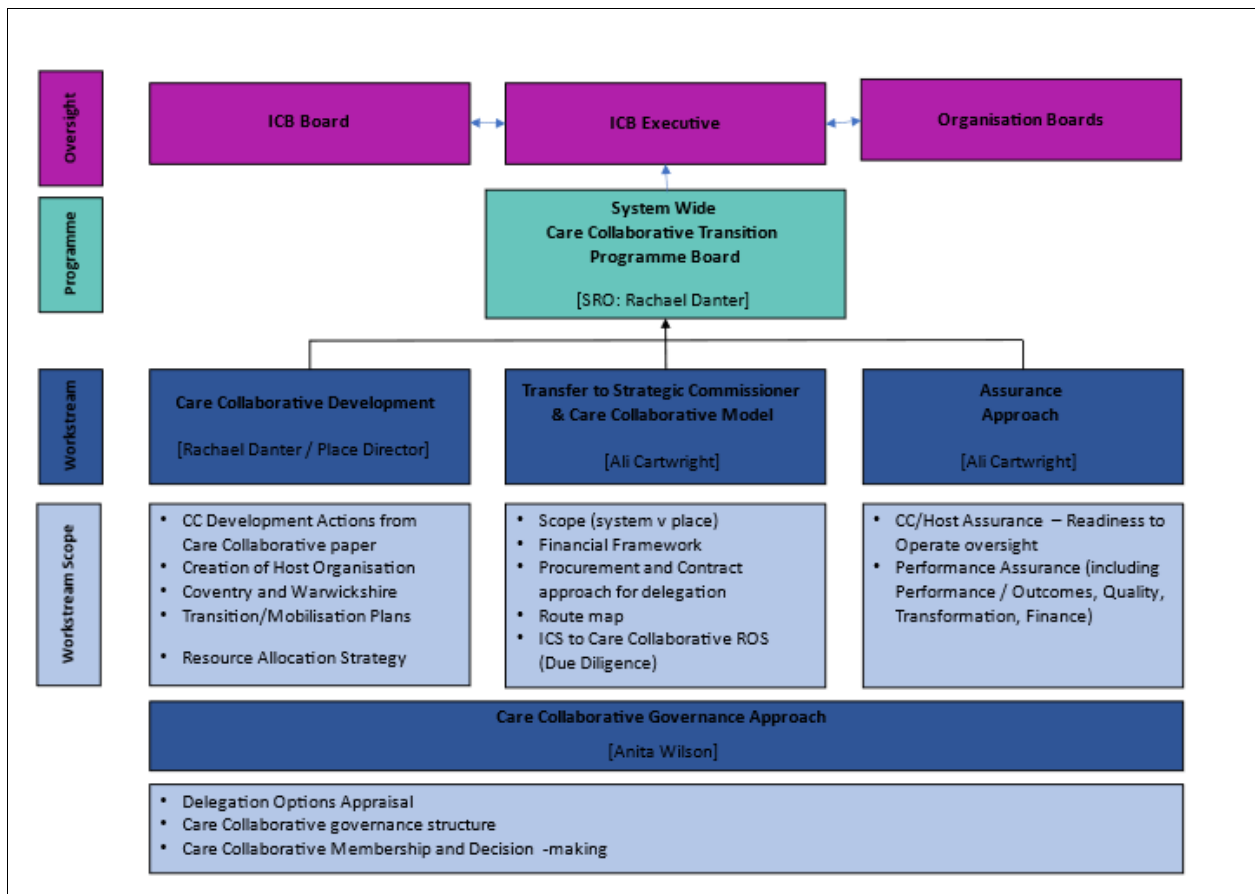 Oversight
ICB Board
ICB Executive
Organisation Boards
Programme
System Wide
Care Collaborative Transition
Programme Board
[SRO: Rachael Danter]
Workstream
Care Collaborative Development
[Rachael Danter / Place Director]
Transfer to Strategic Commissioner
& Care Collaborative Model
[Ali Cartwright]
Assurance
Approach
[Ali Cartwright]
Workstream Scope
• CC Development Actions from
Care Collaborative paper
• Creation of Host Organisation
• Coventry and Warwickshire
• Transition/Mobilisation Plans
• Resource Allocation Strategy
• Scope (system v place)
• Financial Framework
• Procurement and Contract
approach for delegation
• Route map
• ICS to Care Collaborative ROS
(Due Diligence)
• CC/Host Assurance – Readiness to
Operate oversight
• Performance Assurance (including
Performance / Outcomes, Quality,
Transformation, Finance)
Care Collaborative Governance Approach
[Anita Wilson]
• Delegation Options Appraisal
• Care Collaborative governance structure
• Care Collaborative Membership and Decision -making